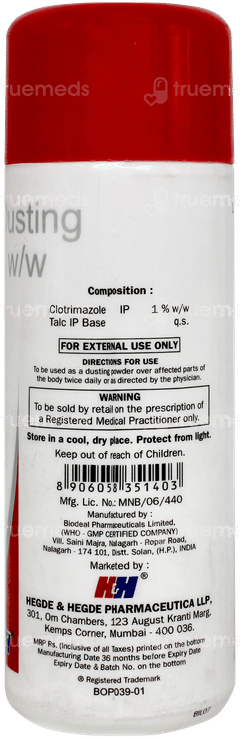 truemeds
usting
w/w
Composition :
Clotrimazole IP 1 % w/w
Talc IP Base q.s.
FOR EXTERNAL USE ONLY
DIRECTIONS FOR USE
To be used as a dusting powder over affected parts of
the body twice daily or as directed by the physician.
WARNING
To be sold by retail on the prescription of
a Registered Medical Practitioner only.
Store in a cool, dry place. Protect from light.
Keep out of reach of Children.
8 906058 351403
Mfg. Lic. No.: MNB/06/440
Manufactured by :
Biodeal Pharmaceuticals Limited.
(WHO - GMP CERTIFIED COMPANY)
Vill. Saini Majra, Nalagarh - Ropar Road,
Nalagarh - 174 101, Distt. Solan, (H.P.), INDIA
Marketed by :
HH®
HEGDE & HEGDE PHARMACEUTICA LLP.
301, Om Chambers, 123 August Kranti Marg,
Kemps Corner, Mumbai - 400 036.
MRP Rs. (Inclusive of all Taxes) printed on the bottom
Manufacturing Date 36 months before Expiry Date
Expiry Date & Batch No. on the bottom
® Registered Trademark
BOP039-01